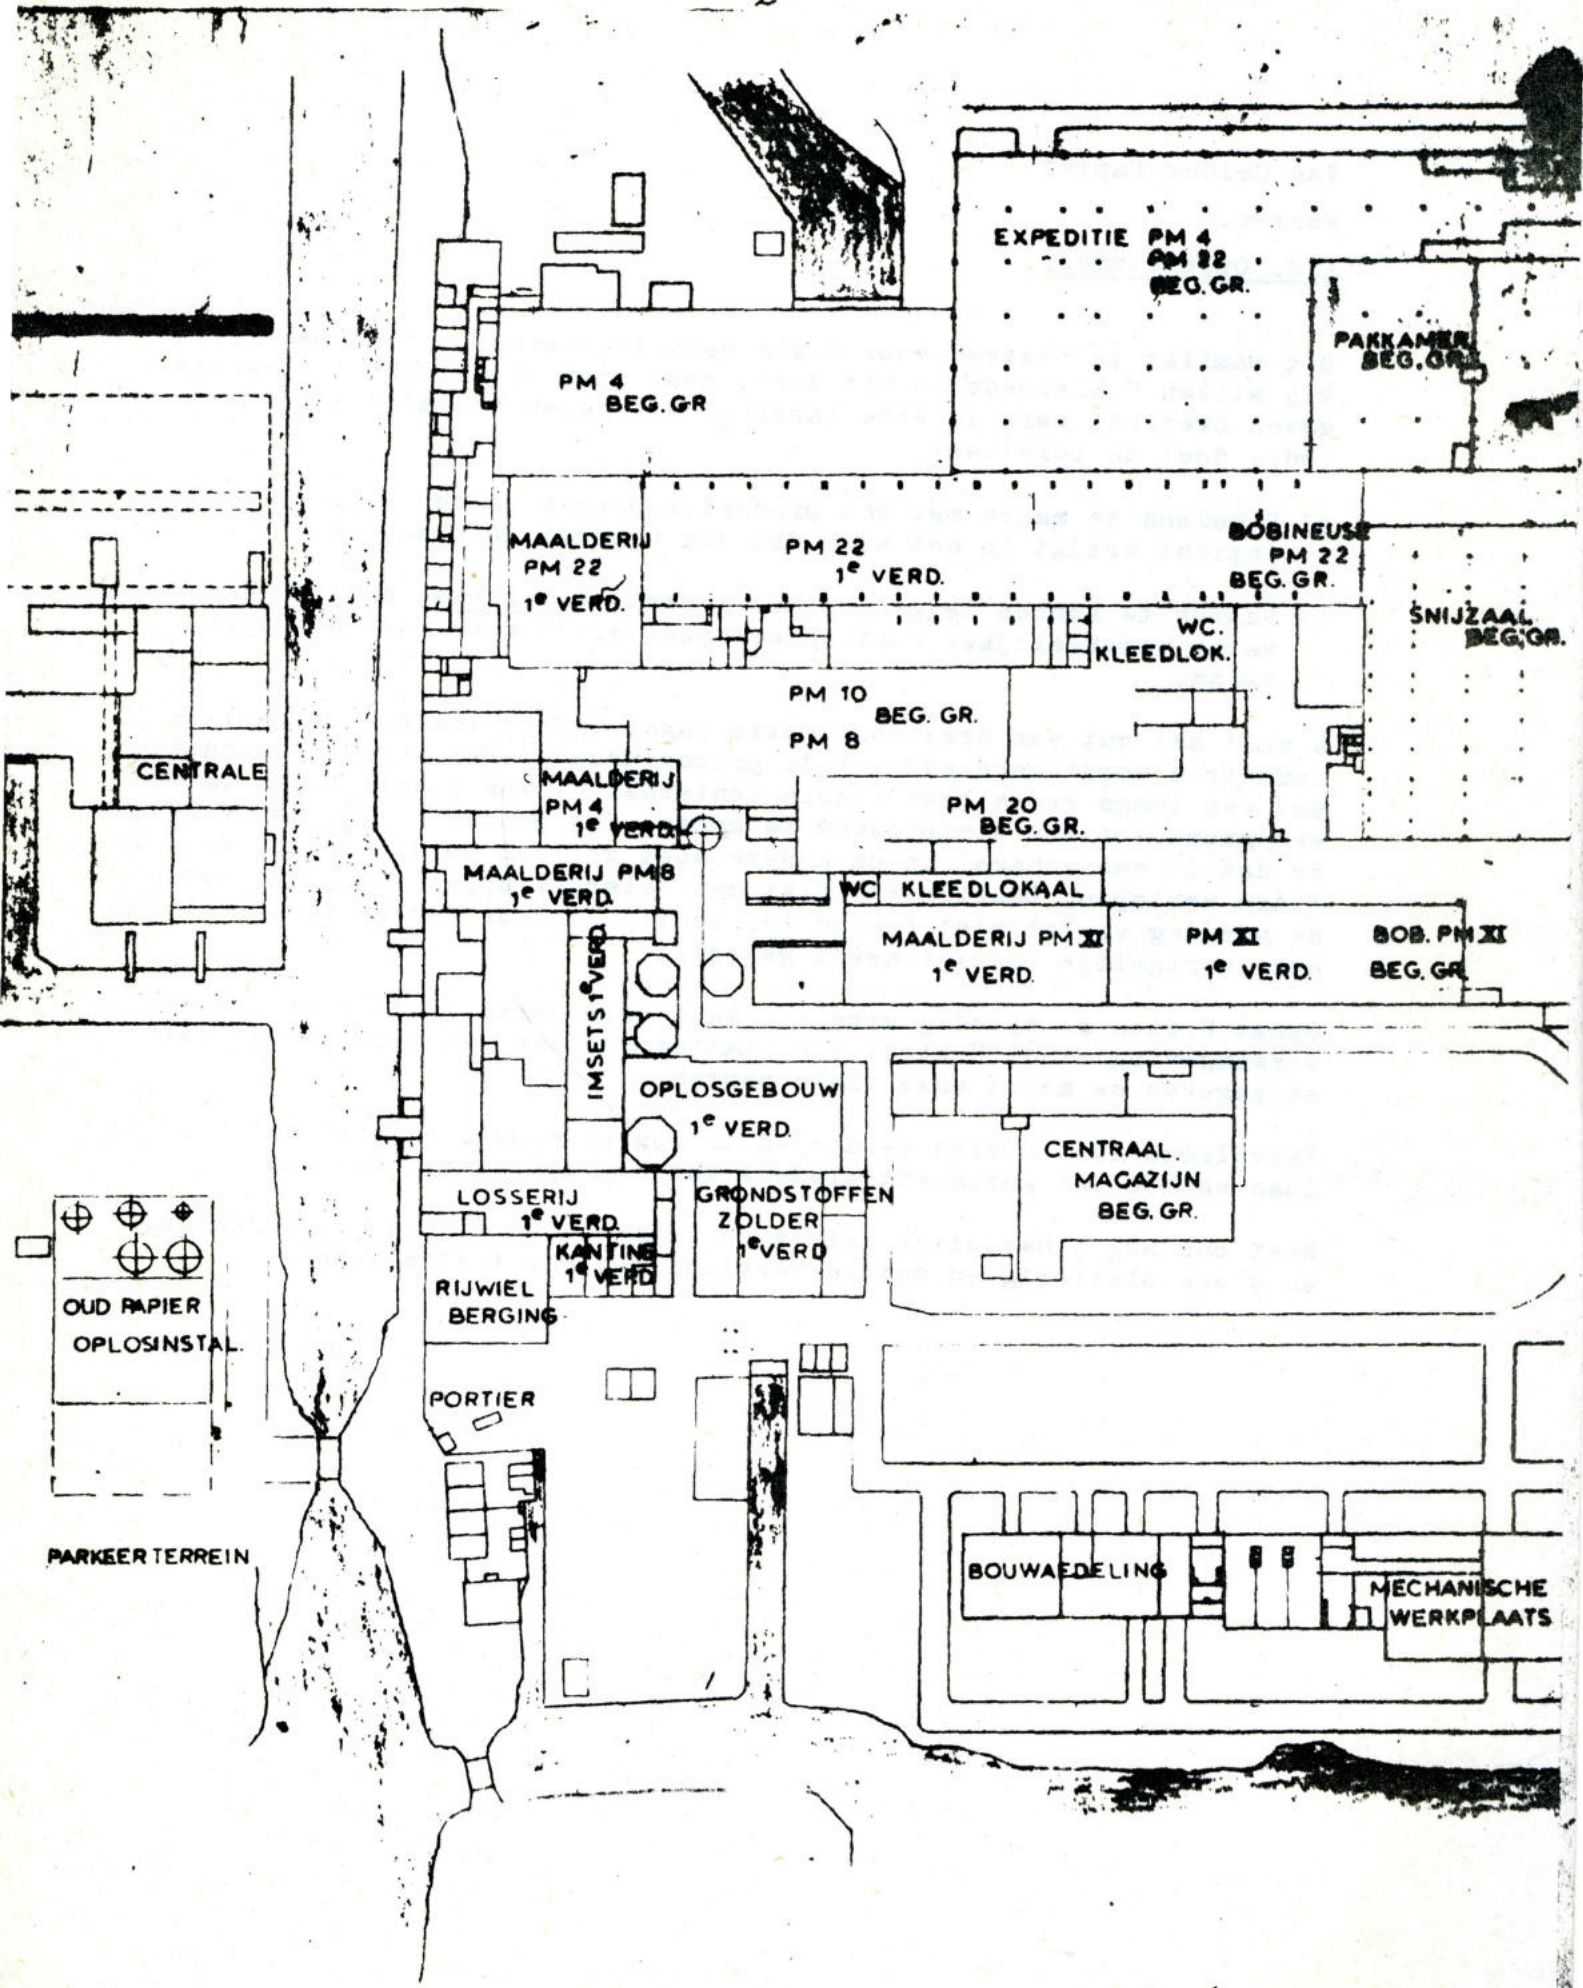 EXPEDITIE PM 4
PM 22
BEG. GR.
PAKKAMER
BEG. GR.
PM 4
BEG. GR
MAALDERIJ
PM 22
1e VERD.
PM 22
1e VERD.
BOBINEUSE
PM 22
BEG. GR.
SNIJZAAL
BEG. GR.
WC.
KLEEDLOK.
PM 10
BEG. GR.
PM 8
CENTRALE
MAALDERIJ
PM 4
1e VERD.
PM 20
BEG. GR.
MAALDERIJ PM 8
1e VERD.
WC
KLEEDLOKAAL
IMSETS 1e VERD.
MAALDERIJ PM XI
1e VERD.
PM XI
1e VERD.
BOB. PM XI
BEG. GR.
OPLOSGEBOUW
1e VERD.
CENTRAAL
MAGAZIJN
BEG. GR.
LOSSERIJ
1e VERD.
GRONDSTOFFEN
ZOLDER
1e VERD
KANTINE
1e VERD
RIJWIEL
BERGING
OUD PAPIER
OPLOSINSTAL.
PORTIER
PARKEER TERREIN
BOUWAEDELING
MECHANISCHE
WERKPLAATS